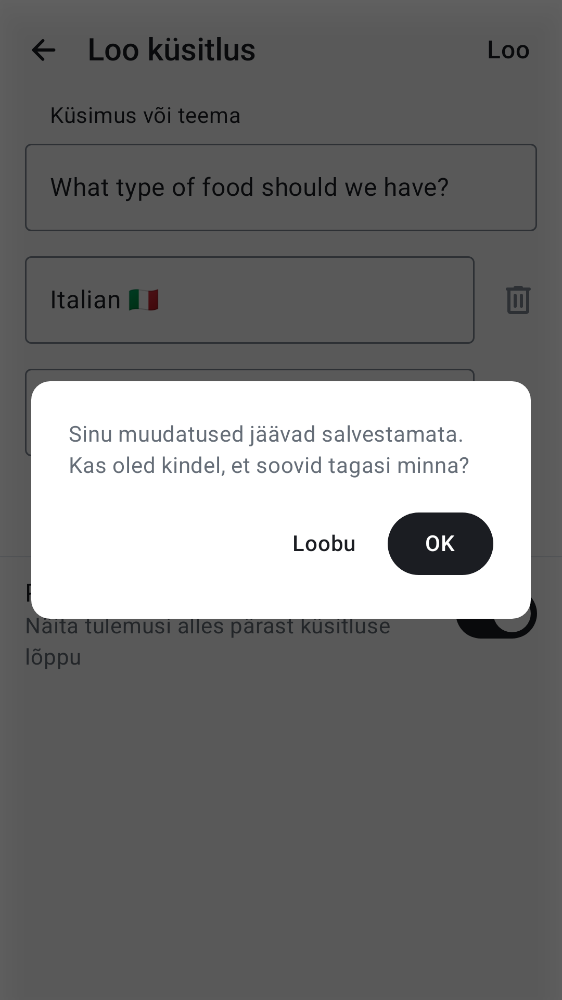 Loo küsitlus
Loo
Küsimus või teema
What type of food should we have?
Italian 🇮🇹
Sinu muudatused jäävad salvestamata.
Kas oled kindel, et soovid tagasi minna?
Loobu
OK
Näita tulemusi alles pärast küsitluse
lõppu